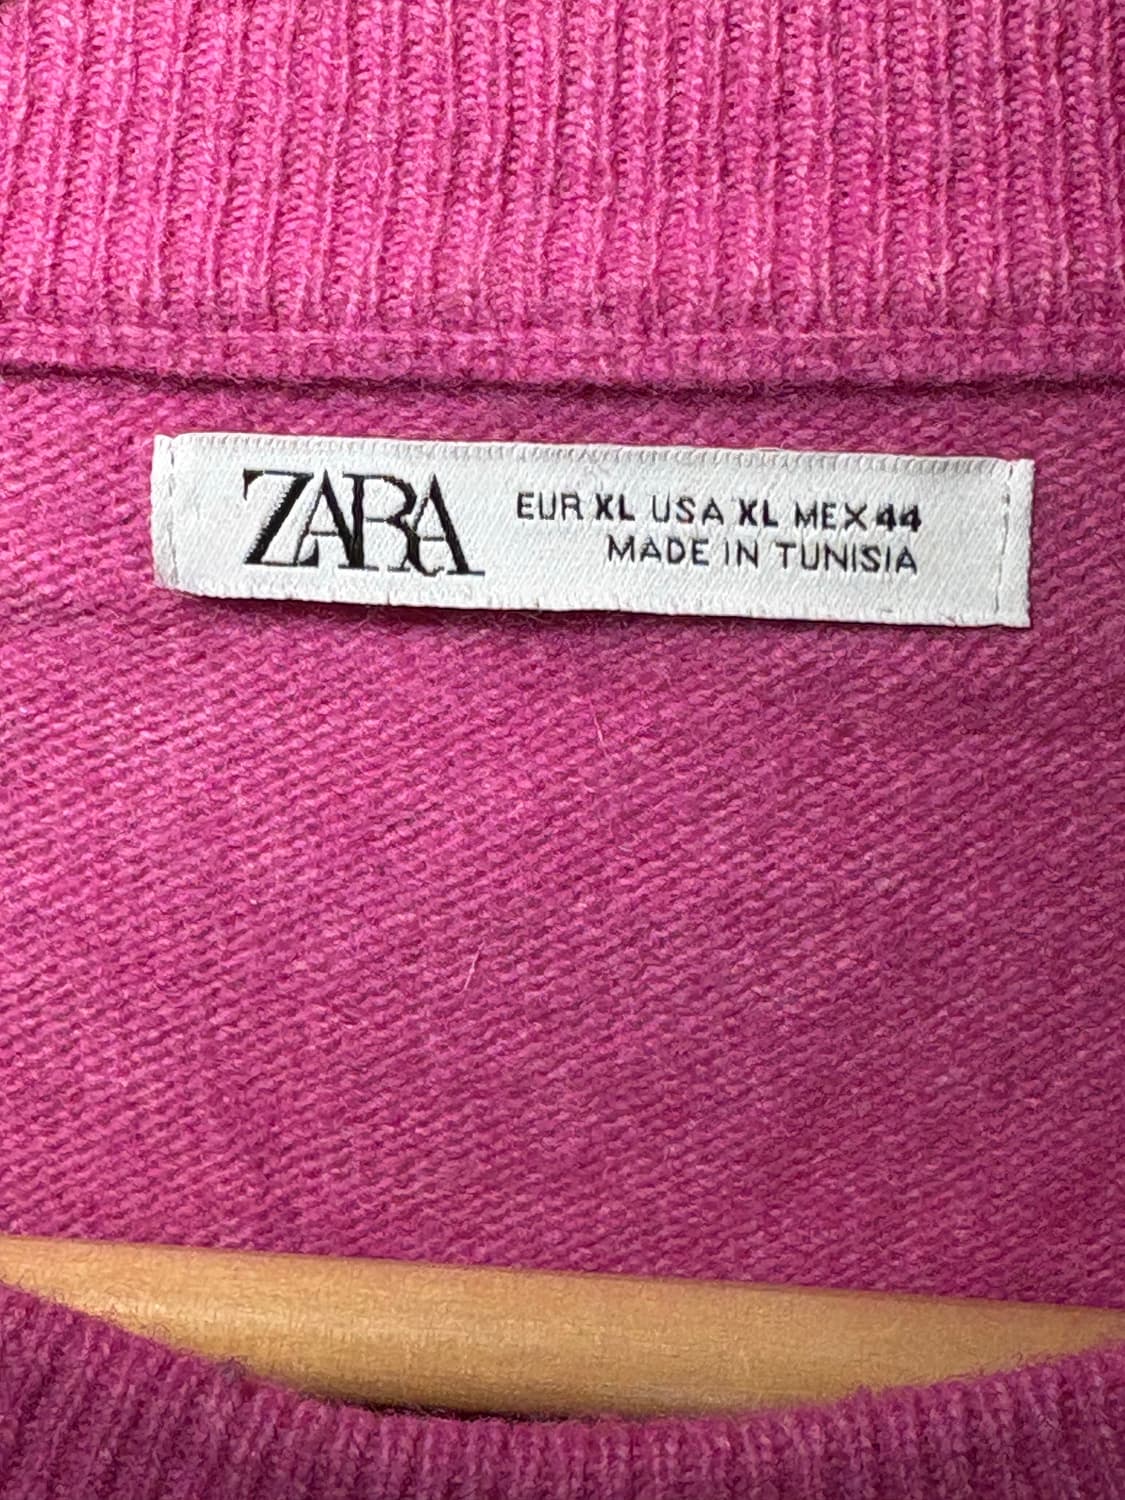 ZARA
EUR XL USA XL MEX 44
MADE IN TUNISIA